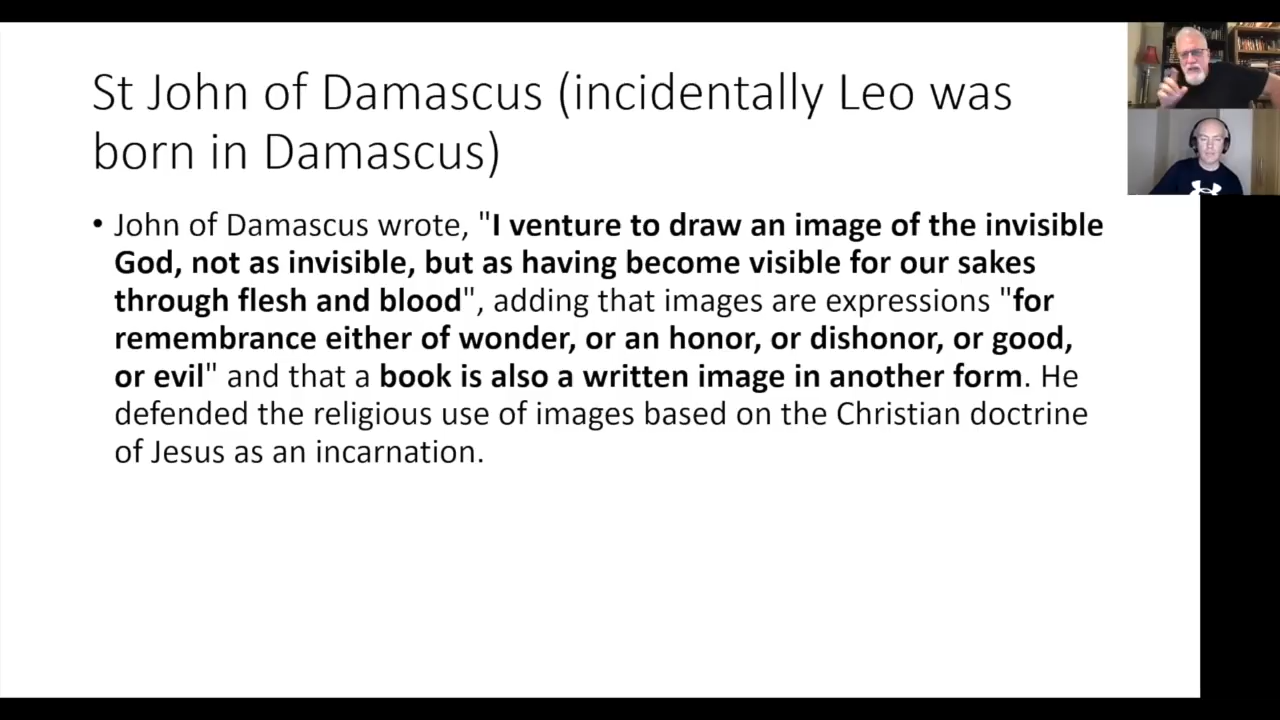 St John of Damascus (incidentally Leo was
born in Damascus)
• John of Damascus wrote, "I venture to draw an image of the invisible
God, not as invisible, but as having become visible for our sakes
through flesh and blood", adding that images are expressions "for
remembrance either of wonder, or an honor, or dishonor, or good,
or evil" and that a book is also a written image in another form. He
defended the religious use of images based on the Christian doctrine
of Jesus as an incarnation.